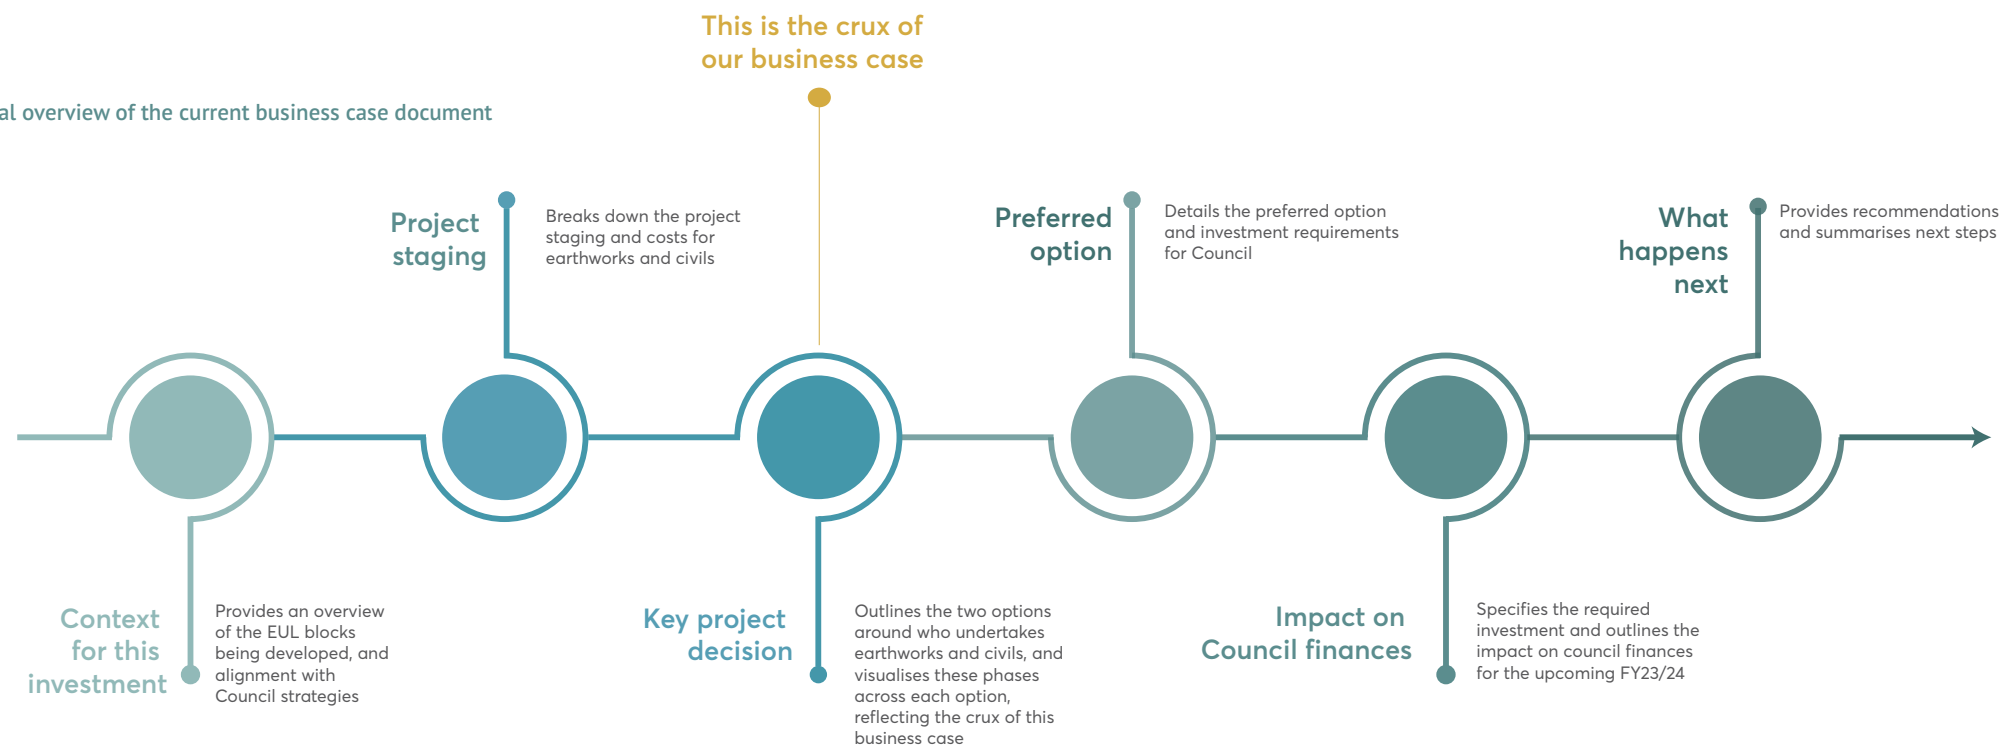 This is the crux of
our business case
al overview of the current business case document
Project
staging
Breaks down the project
staging and costs for
earthworks and civils
Preferred
option
Details the preferred option
and investment requirements
for Council
What
happens
next
Provides recommendations
and summarises next steps
Context
for this
investment
Provides an overview
of the EUL blocks
being developed, and
alignment with
Council strategies
Key project
decision
Outlines the two options
around who undertakes
earthworks and civils, and
visualises these phases
across each option,
reflecting the crux of this
business case
Impact on
Council finances
Specifies the required
investment and outlines the
impact on council finances
for the upcoming FY23/24